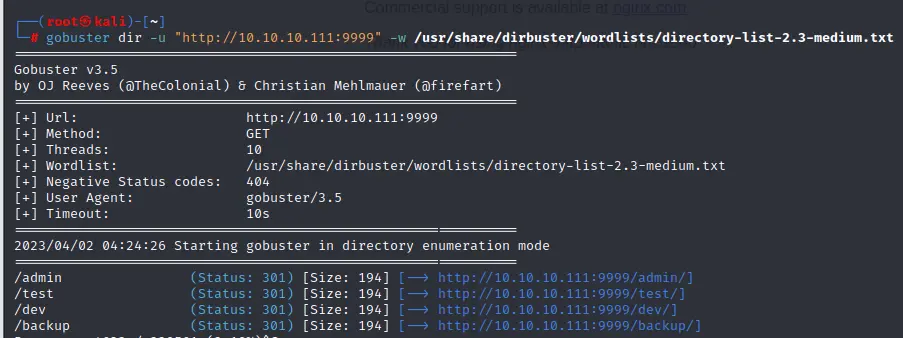 Commercial support is available at nginx.com
┌──(root㉿kali)-[~]
└─# gobuster dir -u "http://10.10.10.111:9999" -w /usr/share/dirbuster/wordlists/directory-list-2.3-medium.txt
===============================================================
Gobuster v3.5
by OJ Reeves (@TheColonial) & Christian Mehlmauer (@firefart)
===============================================================
[+] Url: http://10.10.10.111:9999
[+] Method: GET
[+] Threads: 10
[+] Wordlist: /usr/share/dirbuster/wordlists/directory-list-2.3-medium.txt
[+] Negative Status codes: 404
[+] User Agent: gobuster/3.5
[+] Timeout: 10s
===============================================================
2023/04/02 04:24:26 Starting gobuster in directory enumeration mode
===============================================================
/admin (Status: 301) [Size: 194] [--> http://10.10.10.111:9999/admin/]
/test (Status: 301) [Size: 194] [--> http://10.10.10.111:9999/test/]
/dev (Status: 301) [Size: 194] [--> http://10.10.10.111:9999/dev/]
/backup (Status: 301) [Size: 194] [--> http://10.10.10.111:9999/backup/]